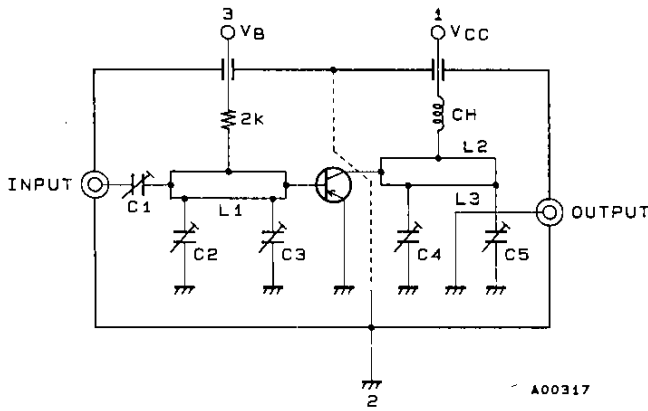 3
VB
1
VCC
2k
CH
L2
INPUT
C1
L1
L3
OUTPUT
C2
C3
C4
C5
2
A00317